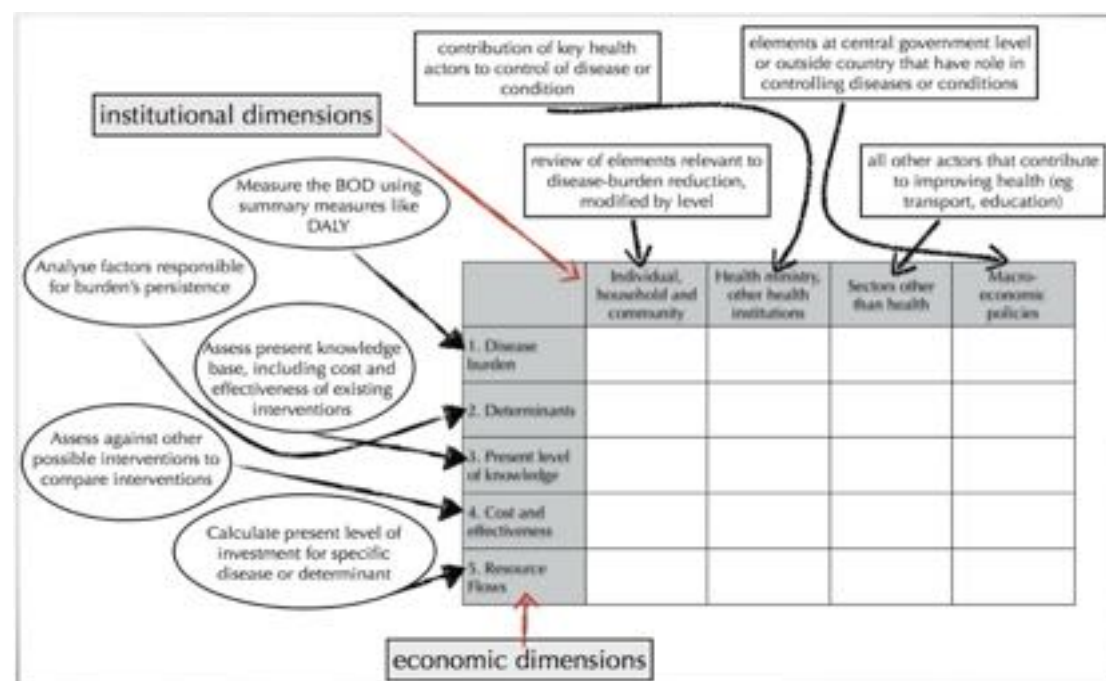 contribution of key health
actors to control of disease or
condition
elements at central government level
or outside country that have role in
controlling diseases or conditions
institutional dimensions
review of elements relevant to
disease-burden reduction,
modified by level
all other actors that contribute
to improving health (eg
transport, education)
Measure the BOD using
summary measures like
DALY
Analyse factors responsible
for burden's persistence
Assess present knowledge
base, including cost and
effectiveness of existing
interventions
Assess against other
possible interventions to
compare interventions
Calculate present level of
investment for specific
disease or determinant
Individual,
household and
community
Health ministry,
other health
institutions
Sectors other
than health
Macro-
economic
policies
1. Disease
burden
2. Determinants
3. Present level
of knowledge
4. Cost and
effectiveness
5. Resource
Flows
economic dimensions